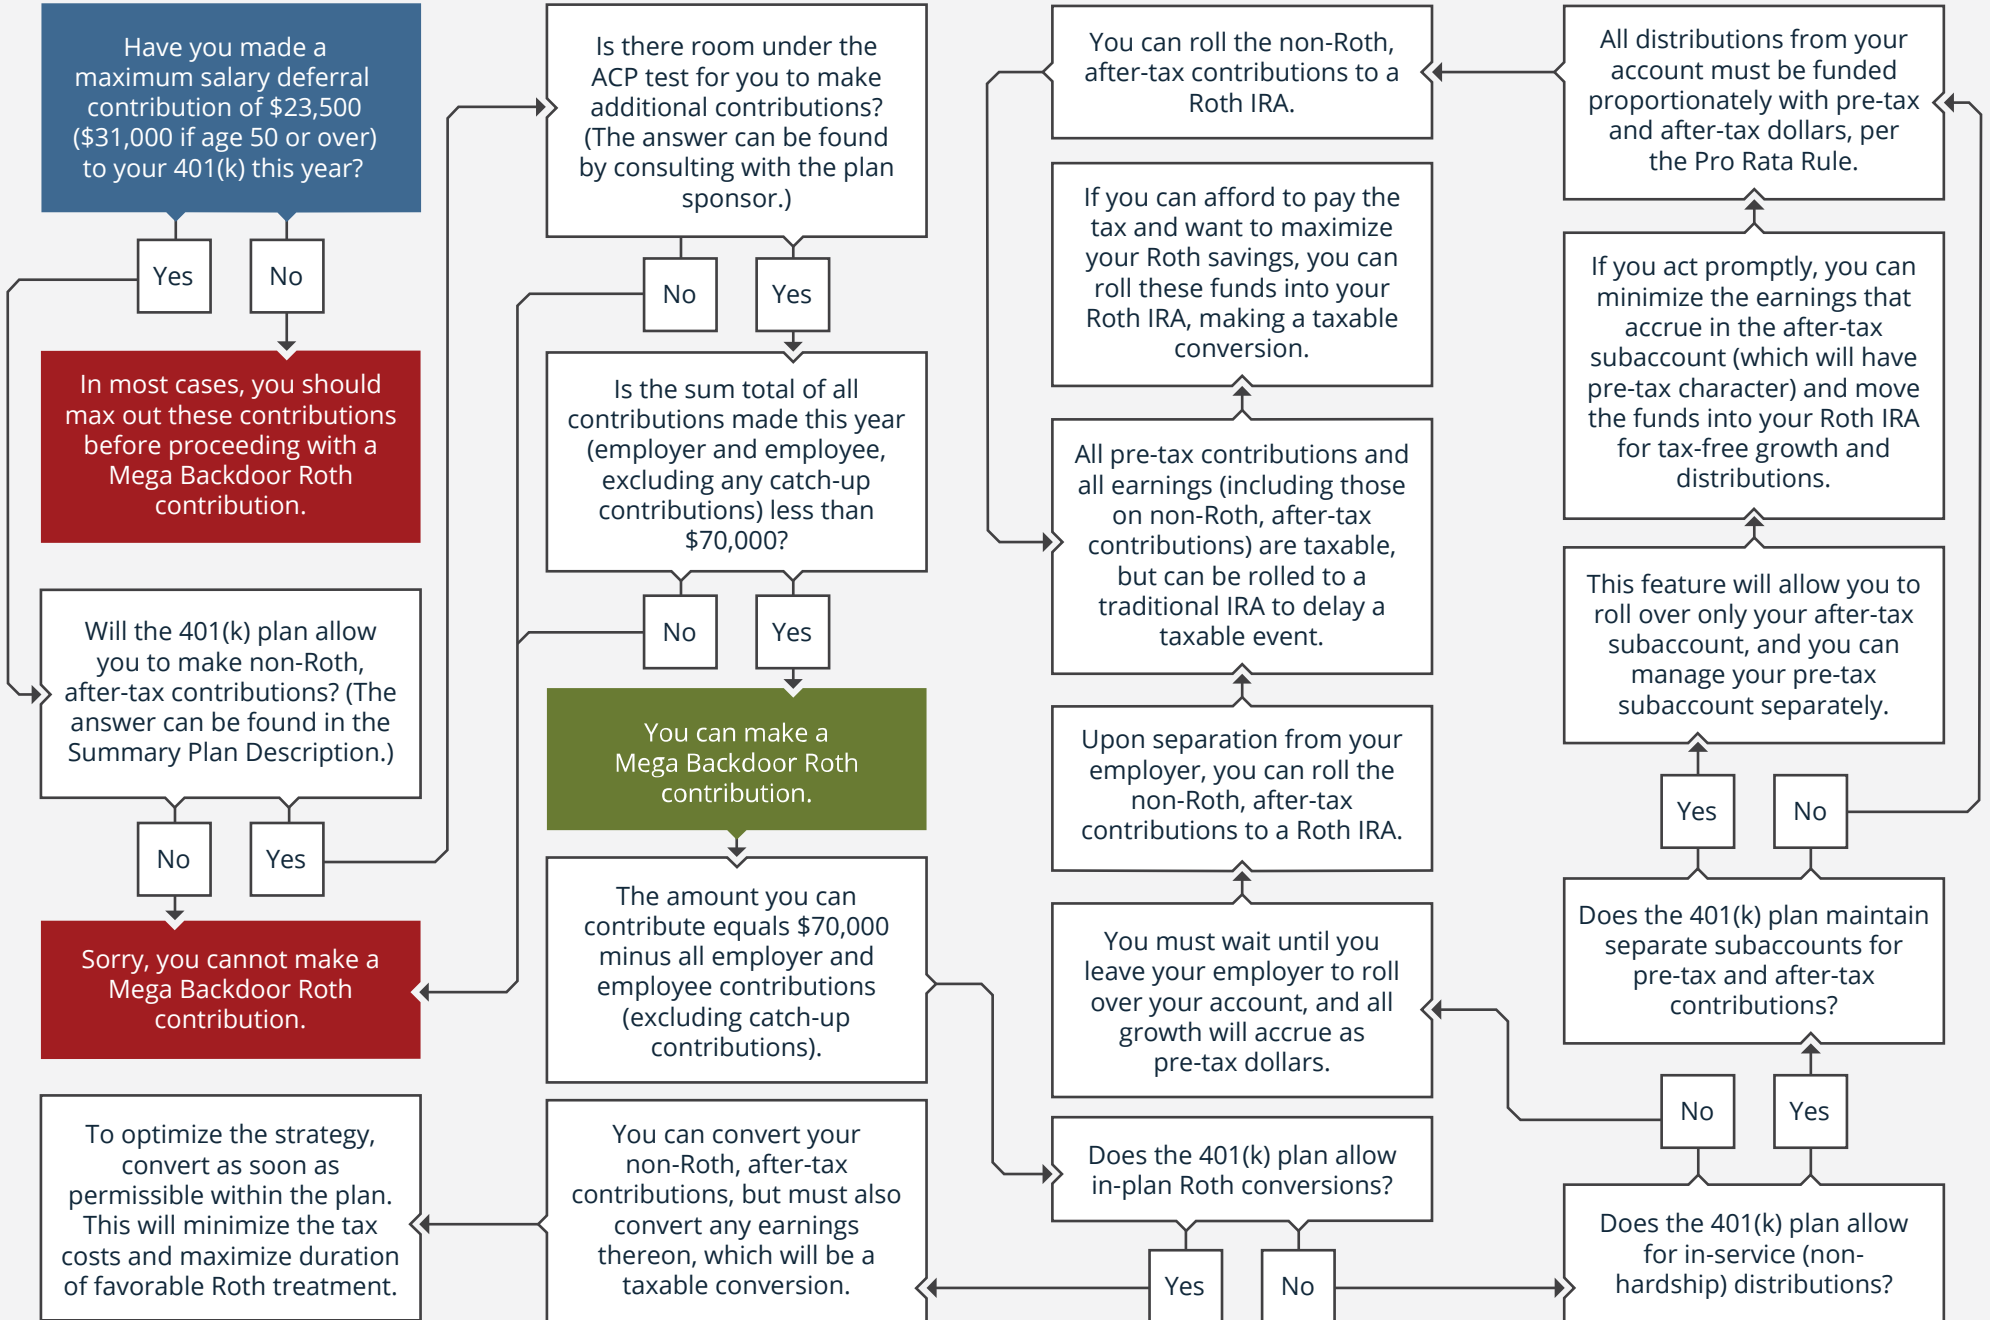 Have you made a
maximum salary deferral
contribution of $23,500
($31,000 if age 50 or over)
to your 401(k) this year?
Yes
No
In most cases, you should
max out these contributions
before proceeding with a
Mega Backdoor Roth
contribution.
Will the 401(k) plan allow
you to make non-Roth,
after-tax contributions? (The
answer can be found in the
Summary Plan Description.)
No
Yes
Sorry, you cannot make a
Mega Backdoor Roth
contribution.
Is there room under the
ACP test for you to make
additional contributions?
(The answer can be found
by consulting with the plan
sponsor.)
No
Yes
Is the sum total of all
contributions made this year
(employer and employee,
excluding any catch-up
contributions) less than
$70,000?
No
Yes
You can make a
Mega Backdoor Roth
contribution.
The amount you can
contribute equals $70,000
minus all employer and
employee contributions
(excluding catch-up
contributions).
Does the 401(k) plan allow
in-plan Roth conversions?
Yes
No
You can convert your
non-Roth, after-tax
contributions, but must also
convert any earnings
thereon, which will be a
taxable conversion.
To optimize the strategy,
convert as soon as
permissible within the plan.
This will minimize the tax
costs and maximize duration
of favorable Roth treatment.
Does the 401(k) plan allow
for in-service (non-
hardship) distributions?
No
Yes
You must wait until you
leave your employer to roll
over your account, and all
growth will accrue as
pre-tax dollars.
Upon separation from your
employer, you can roll the
non-Roth, after-tax
contributions to a Roth IRA.
Does the 401(k) plan maintain
separate subaccounts for
pre-tax and after-tax
contributions?
Yes
No
This feature will allow you to
roll over only your after-tax
subaccount, and you can
manage your pre-tax
subaccount separately.
If you act promptly, you can
minimize the earnings that
accrue in the after-tax
subaccount (which will have
pre-tax character) and move
the funds into your Roth IRA
for tax-free growth and
distributions.
All distributions from your
account must be funded
proportionately with pre-tax
and after-tax dollars, per
the Pro Rata Rule.
You can roll the non-Roth,
after-tax contributions to a
Roth IRA.
All pre-tax contributions and
all earnings (including those
on non-Roth, after-tax
contributions) are taxable,
but can be rolled to a
traditional IRA to delay a
taxable event.
If you can afford to pay the
tax and want to maximize
your Roth savings, you can
roll these funds into your
Roth IRA, making a taxable
conversion.